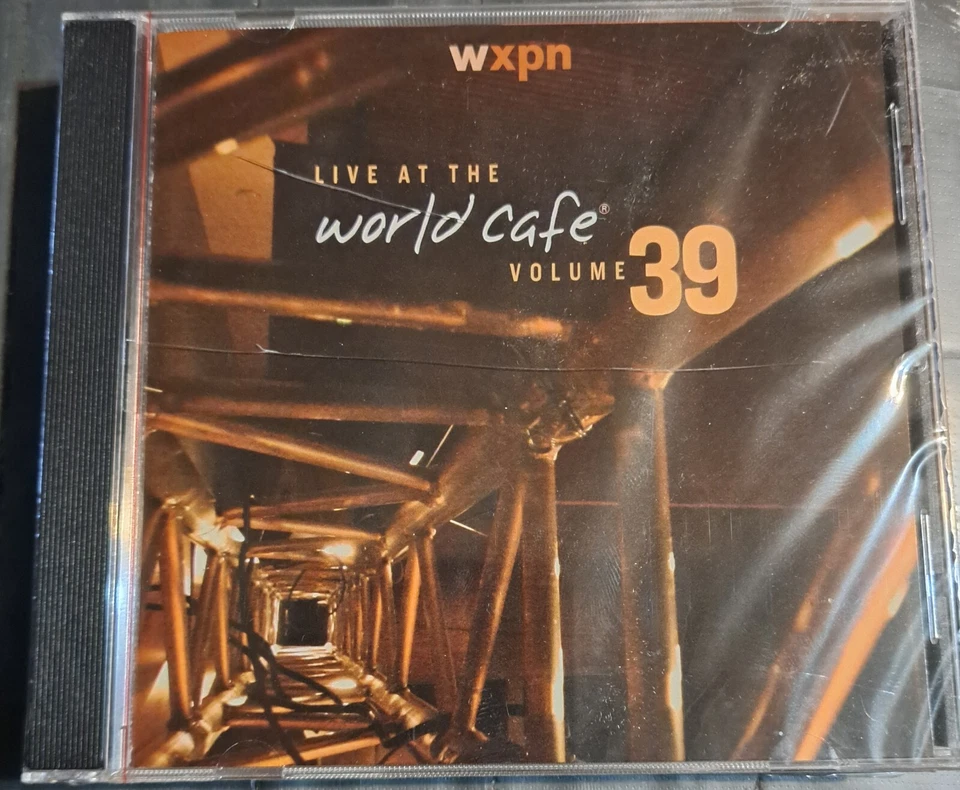 wxpn
LIVE AT THE
world cafe®
VOLUME 39